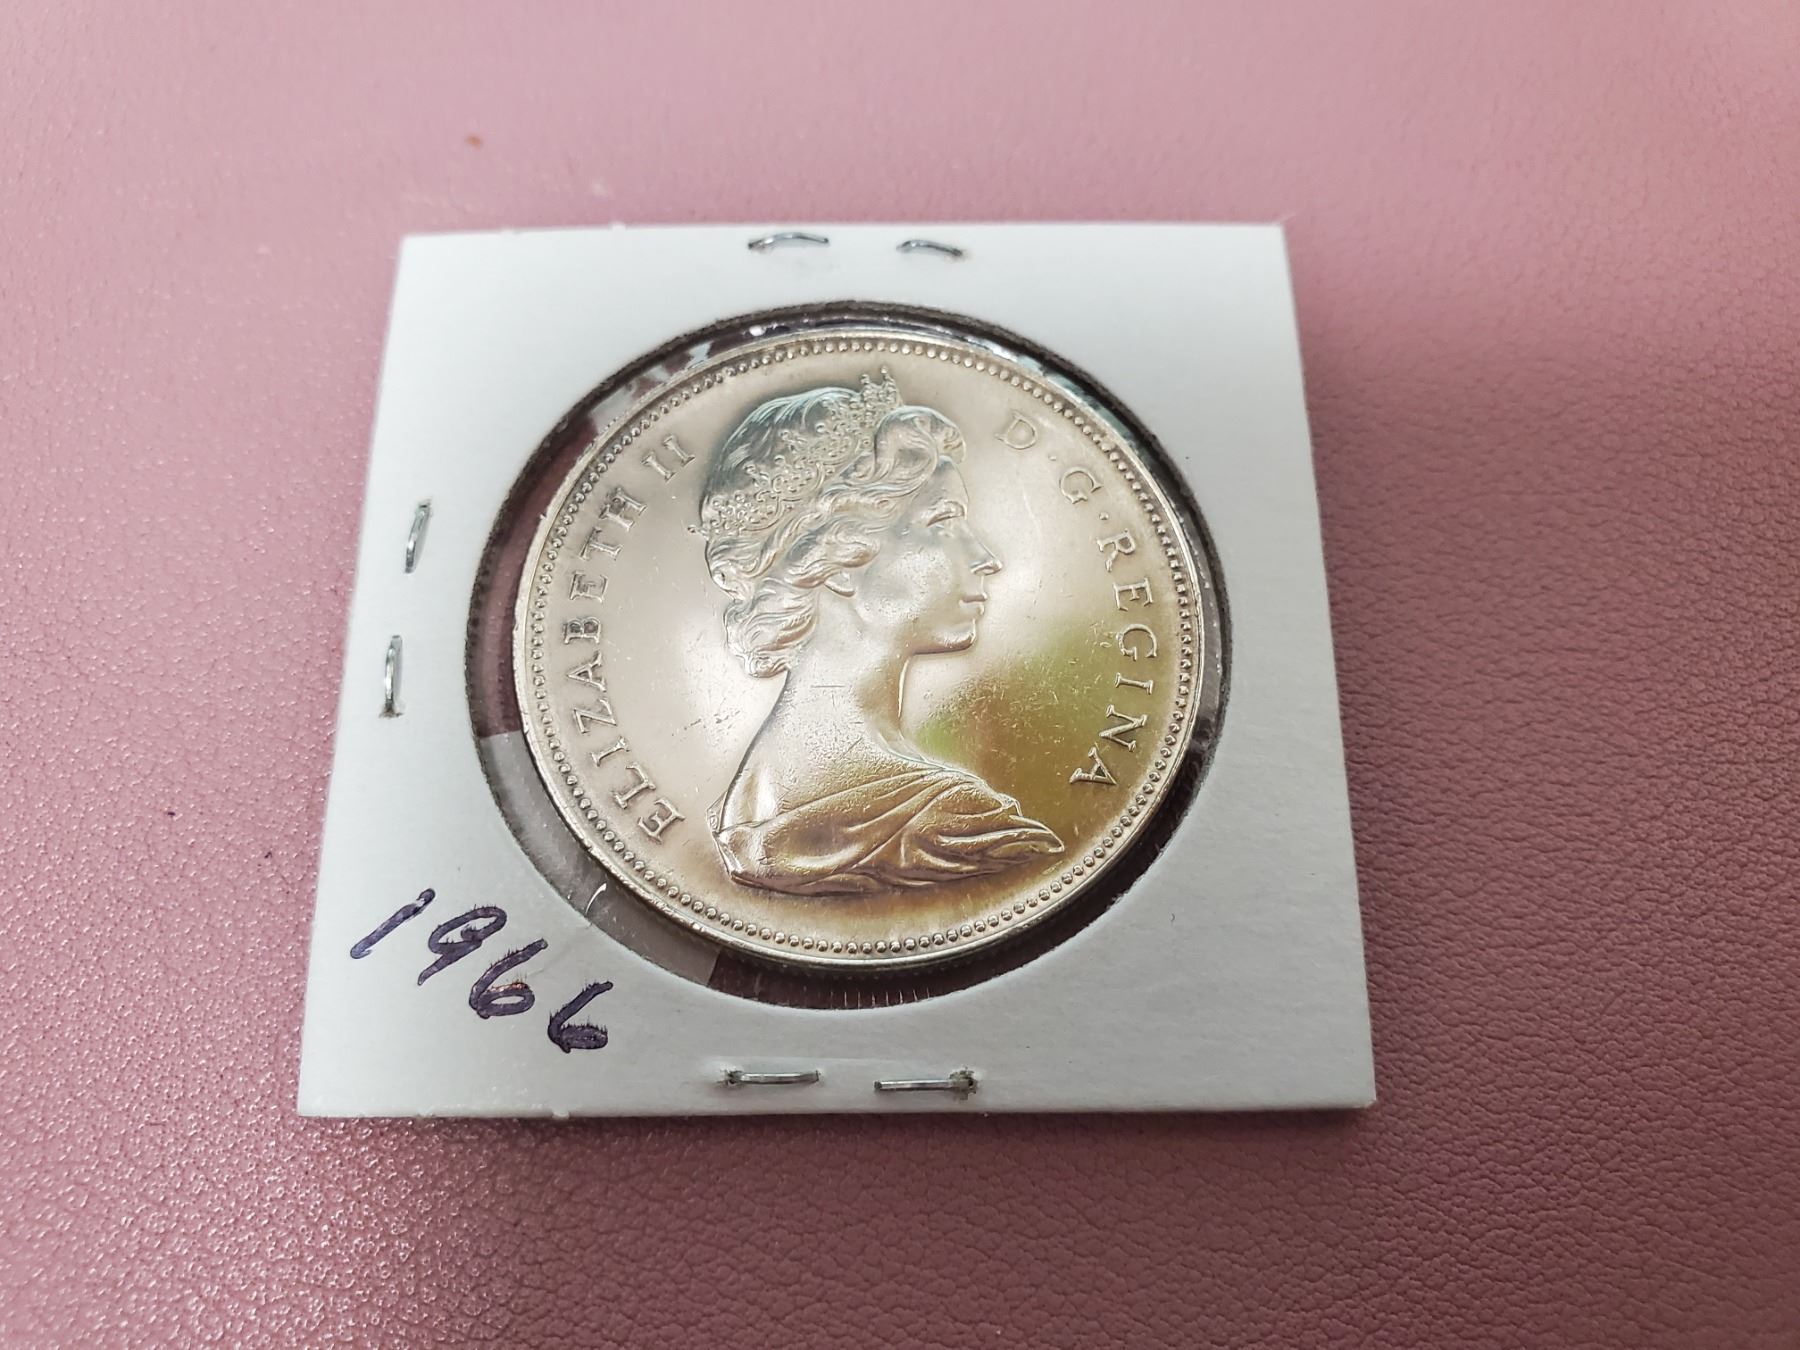 ELIZABETH II D·G·REGINA
1966